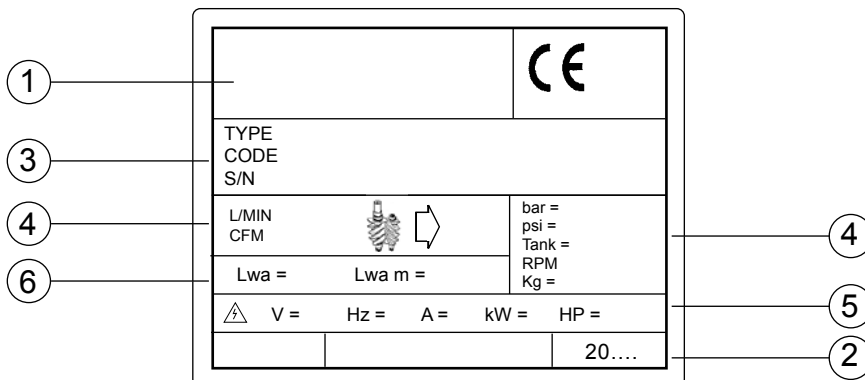 1
CE
TYPE
3
CODE
S/N
4
L/MIN
CFM
bar =
psi =
Tank =
RPM
Kg =
4
6
Lwa = Lwa m =
V = Hz = A= kW = HP =
5
20....
2